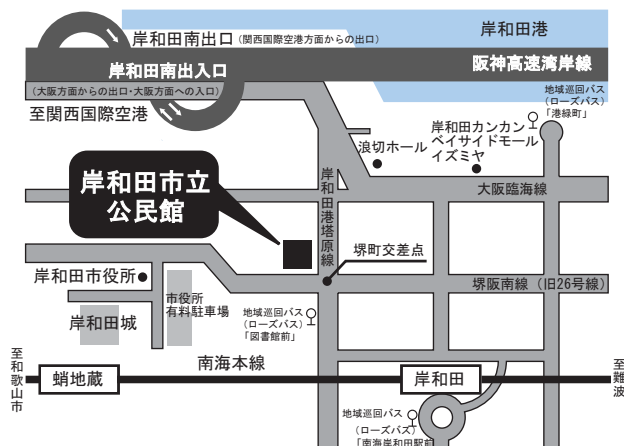 岸和田南出口（関西国際空港方面からの出口）
岸和田港
岸和田南出入口
阪神高速湾岸線
（大阪方面からの出口・大阪方面への入口）
至関西国際空港
地域巡回バス
（ローズバス）
「港緑町」
岸和田カンカン
ベイサイドモール
イズミヤ
浪切ホール
岸和田市立
公民館
岸和田港塔原線
大阪臨海線
堺町交差点
岸和田市役所
堺阪南線（旧26号線）
市役所
有料駐車場
岸和田城
地域巡回バス
（ローズバス）
「図書館前」
南海本線
至和歌山市
蛸地蔵
岸和田
至難波
地域巡回バス
（ローズバス）
「南海岸和田駅前